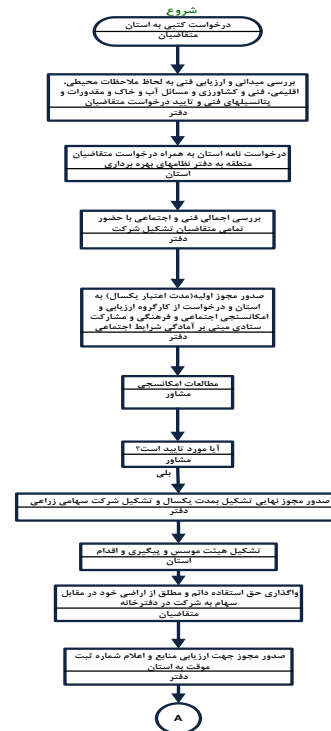 شروع
درخواست کتبی به استان
متقاضیان
بررسی میدانی و ارزیابی فنی به لحاظ ملاحظات محیطی،
اقلیمی، فنی و کشاورزی و مسائل آب و خاک و مقدورات و
پتانسیلهای فنی و تایید درخواست متقاضیان
دفتر
درخواست نامه استان به همراه درخواست متقاضیان
منطقه به دفتر نظامهای بهره برداری
استان
بررسی اجمالی فنی و اجتماعی با حضور
تمامی متقاضیان تشکیل شرکت
دفتر
صدور مجوز اولیه(مدت اعتبار یکسال) به
استان و درخواست از کارگروه ارزیابی و
امکانسنجی اجتماعی و فرهنگی و مشارکت
ستادی مبنی بر آمادگی شرایط اجتماعی
دفتر
مطالعات امکانسجی
مشاور
آیا مورد تایید است؟
مشاور
بلی
صدور مجوز نهایی تشکیل بمدت یکسال و تشکیل شرکت سهامی زراعی
دفتر
تشکیل هیئت موسس و پیگیری و اقدام
استان
واگذاری حق استفاده دائم و مطلق از اراضی خود در مقابل
سهام به شرکت در دفترخانه
متقاضیان
صدور مجوز جهت ارزیابی منابع و اعلام شماره ثبت
موقت به استان
دفتر
A